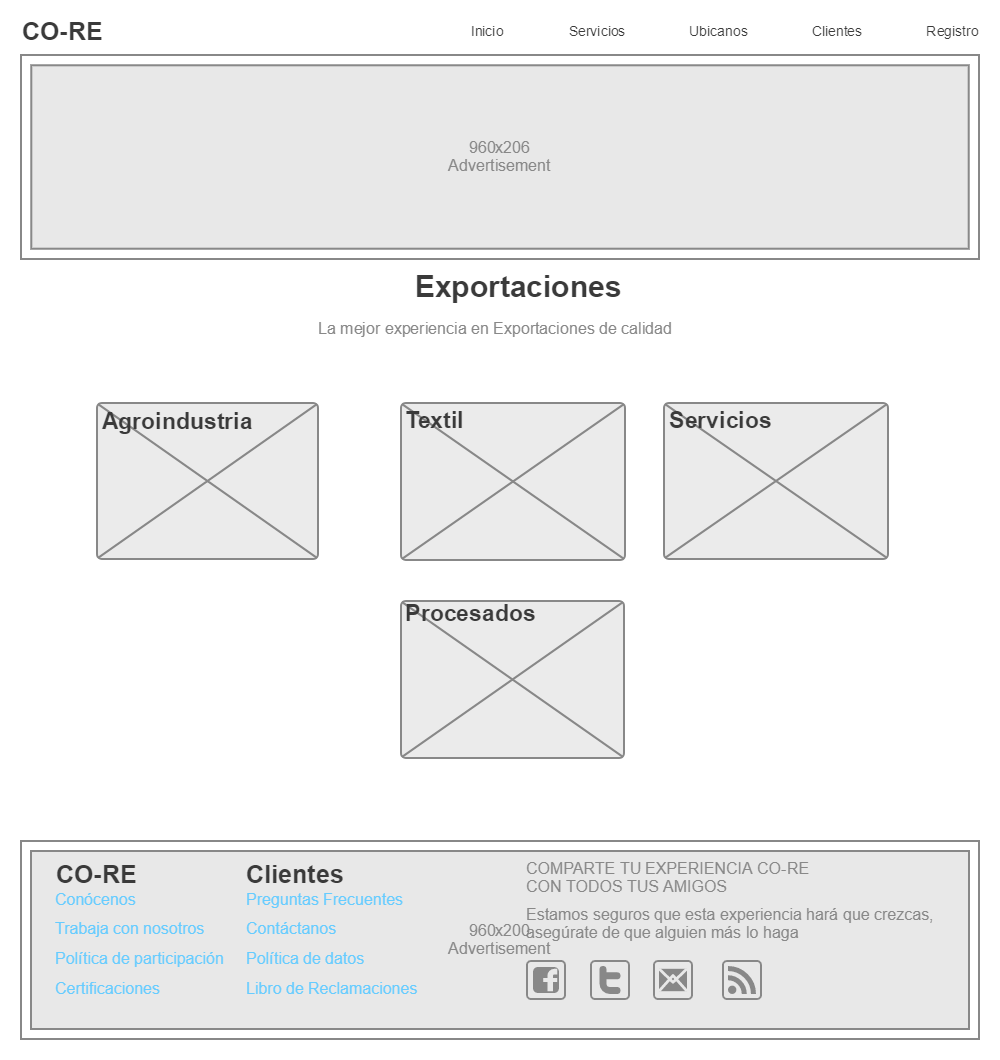 CO-RE
Inicio
Servicios
Ubicanos
Clientes
Registro
960x206
Advertisement
Exportaciones
La mejor experiencia en Exportaciones de calidad
Agroindustria
Textil
Servicios
Procesados
CO-RE
Conócenos
Trabaja con nosotros
Política de participación
Certificaciones
Clientes
Preguntas Frecuentes
Contáctanos
Política de datos
Libro de Reclamaciones
960x200
Advertisement
COMPARTE TU EXPERIENCIA CO-RE
CON TODOS TUS AMIGOS
Estamos seguros que esta experiencia hará que crezcas,
asegúrate de que alguien más lo haga